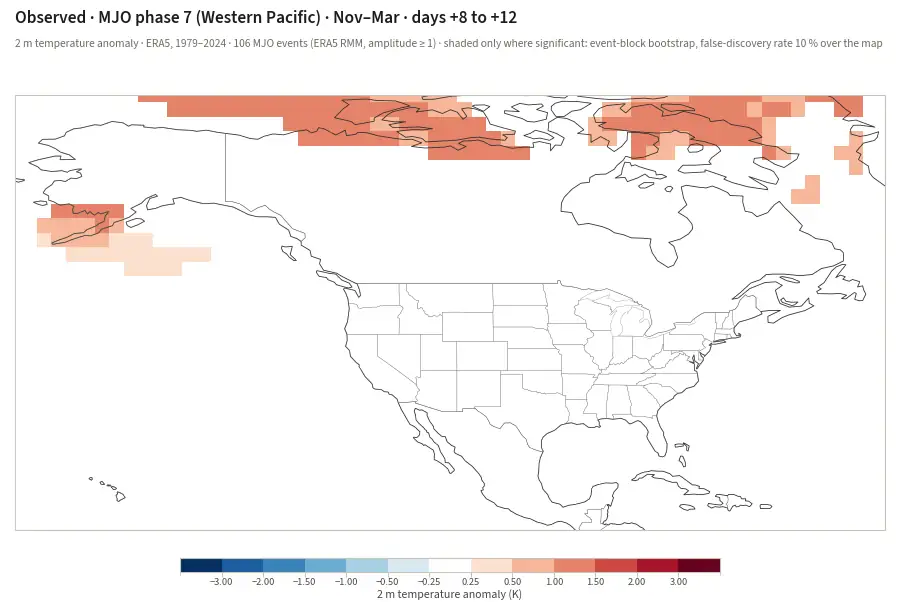 Observed · MJO phase 7 (Western Pacific) · Nov–Mar · days +8 to +12
2 m temperature anomaly · ERA5, 1979–2024 · 106 MJO events (ERA5 RMM, amplitude ≥ 1) · shaded only where significant: event-block bootstrap, false-discovery rate 10 % over the map
−3.00 −2.00 −1.50 −1.00 −0.50 −0.25 0.25 0.50 1.00 1.50 2.00 3.00
2 m temperature anomaly (K)